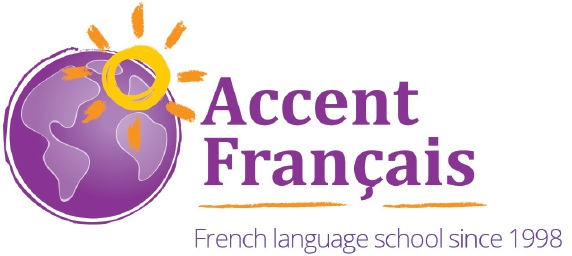 Accent
Français
French language school since 1998